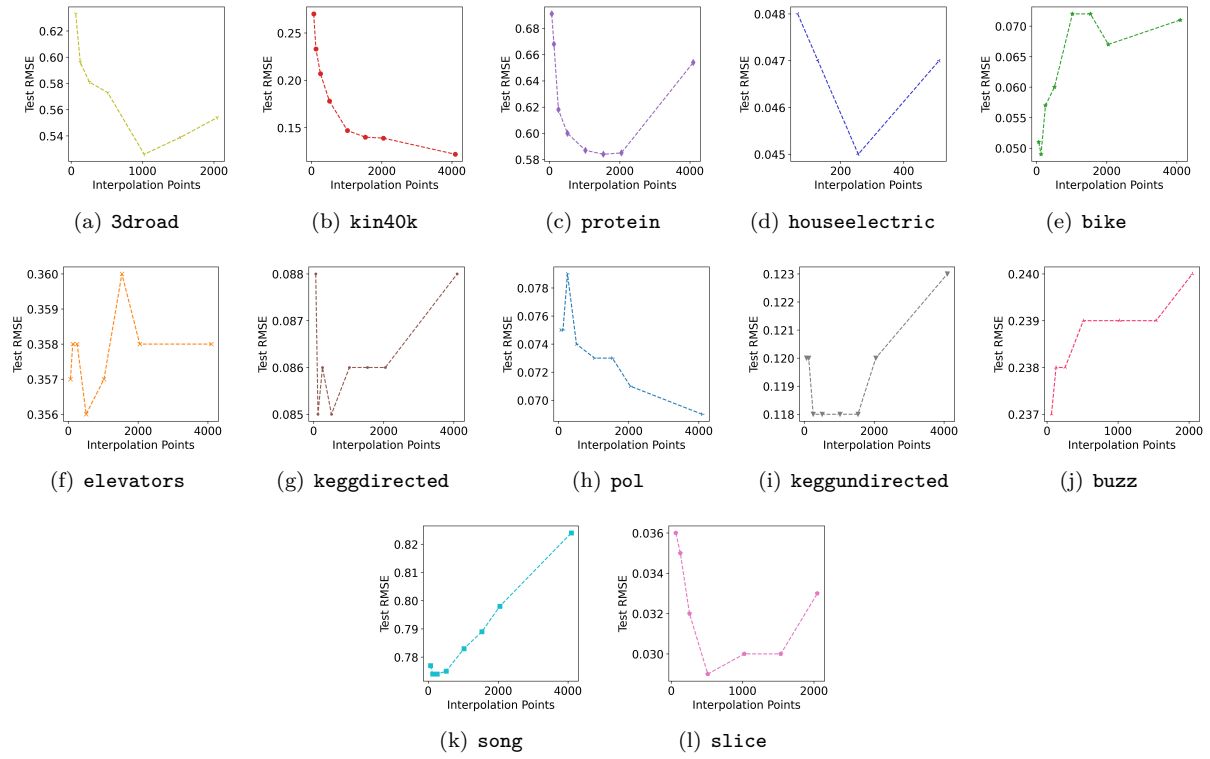 0.62
0.60
0.58
0.56
0.54
Test RMSE
0 1000 2000
Interpolation Points
(a) 3droad
0.25
0.20
0.15
Test RMSE
0 2000 4000
Interpolation Points
(b) kin40k
0.68
0.66
0.64
0.62
0.60
0.58
Test RMSE
0 2000 4000
Interpolation Points
(c) protein
0.048
0.047
0.046
0.045
Test RMSE
200 400
Interpolation Points
(d) houseelectric
0.070
0.065
0.060
0.055
0.050
Test RMSE
0 2000 4000
Interpolation Points
(e) bike
0.360
0.359
0.358
0.357
0.356
Test RMSE
0 2000 4000
Interpolation Points
(f) elevators
0.088
0.087
0.086
0.085
Test RMSE
0 2000 4000
Interpolation Points
(g) keggdirected
0.078
0.076
0.074
0.072
0.070
Test RMSE
0 2000 4000
Interpolation Points
(h) pol
0.123
0.122
0.121
0.120
0.119
0.118
Test RMSE
0 2000 4000
Interpolation Points
(i) keggundirected
0.240
0.239
0.238
0.237
Test RMSE
0 1000 2000
Interpolation Points
(j) buzz
0.82
0.81
0.80
0.79
0.78
Test RMSE
0 2000 4000
Interpolation Points
(k) song
0.036
0.034
0.032
0.030
Test RMSE
0 1000 2000
Interpolation Points
(l) slice